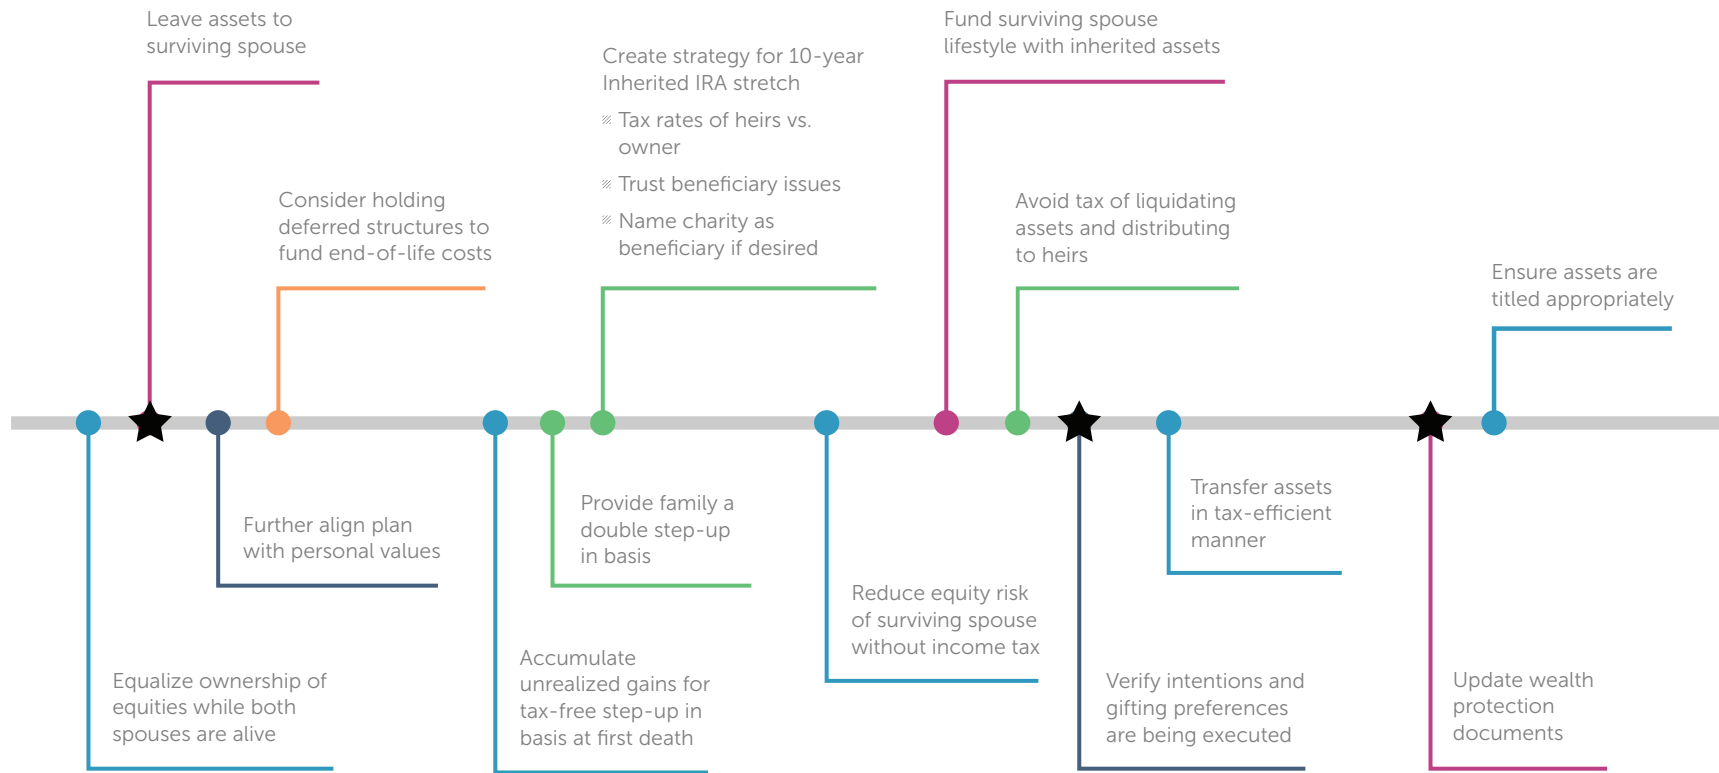 Leave assets to
surviving spouse
Fund surviving spouse
lifestyle with inherited assets
Create strategy for 10-year
Inherited IRA stretch
Tax rates of heirs vs.
owner
Trust beneficiary issues
Name charity as
beneficiary if desired
Consider holding
deferred structures to
fund end-of-life costs
Avoid tax of liquidating
assets and distributing
to heirs
Ensure assets are
titled appropriately
Further align plan
with personal values
Provide family a
double step-up
in basis
Transfer assets
in tax-efficient
manner
Reduce equity risk
of surviving spouse
without income tax
Equalize ownership of
equities while both
spouses are alive
Accumulate
unrealized gains for
tax-free step-up in
basis at first death
Verify intentions and
gifting preferences
are being executed
Update wealth
protection
documents